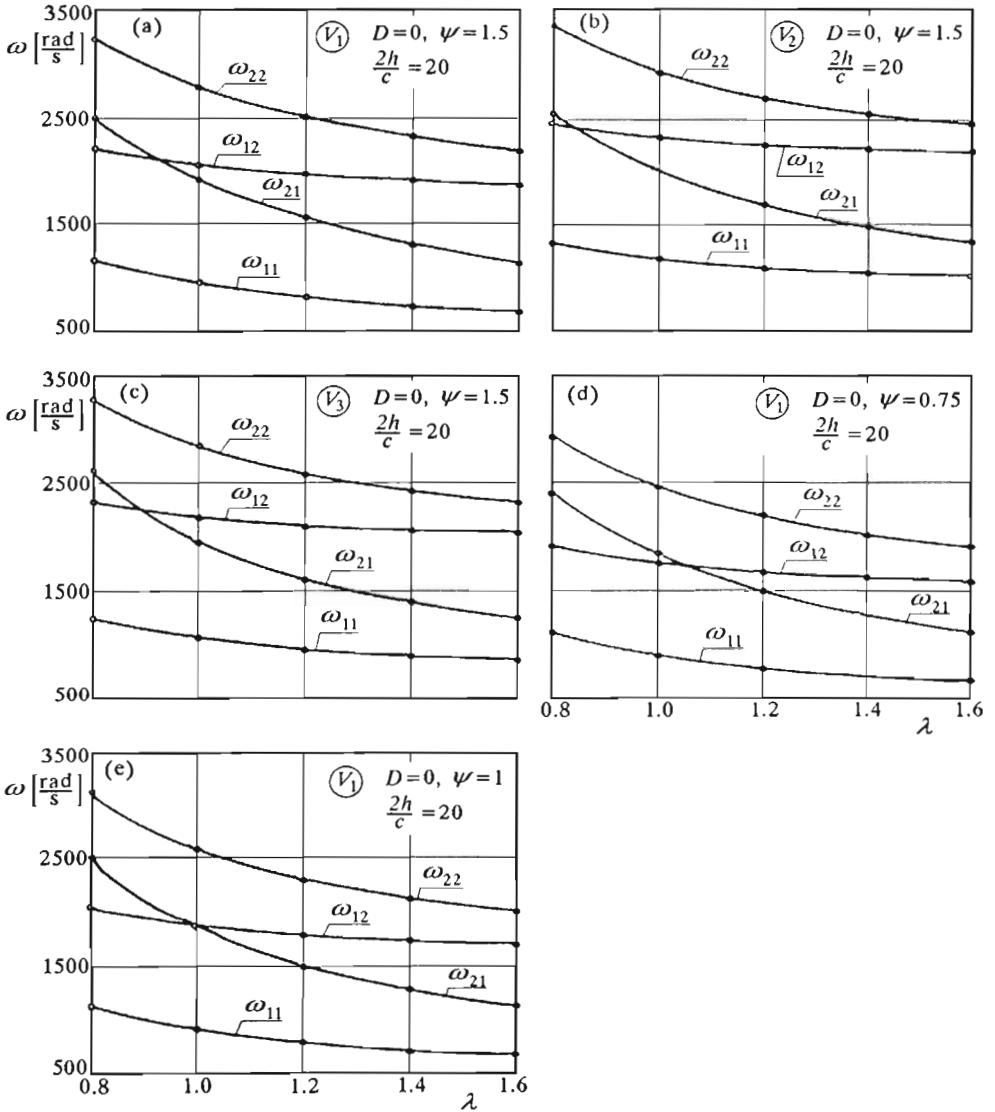 3500
ω [rad/s]
2500
1500
500
(a)
V₁ D=0, ψ=1.5
2h/c =20
ω₂₂
ω₁₂
ω₂₁
ω₁₁
(b)
V₂ D=0, ψ=1.5
2h/c =20
ω₂₂
ω₁₂
ω₂₁
ω₁₁
3500
ω [rad/s]
2500
1500
500
(c)
V₃ D=0, ψ=1.5
2h/c =20
ω₂₂
ω₁₂
ω₂₁
ω₁₁
(d)
V₁ D=0, ψ=0.75
2h/c =20
ω₂₂
ω₁₂
ω₂₁
ω₁₁
0.8 1.0 1.2 1.4 1.6
λ
3500
ω [rad/s]
2500
1500
500
(e)
V₁ D=0, ψ=1
2h/c =20
ω₂₂
ω₁₂
ω₂₁
ω₁₁
0.8 1.0 1.2 1.4 1.6
λ